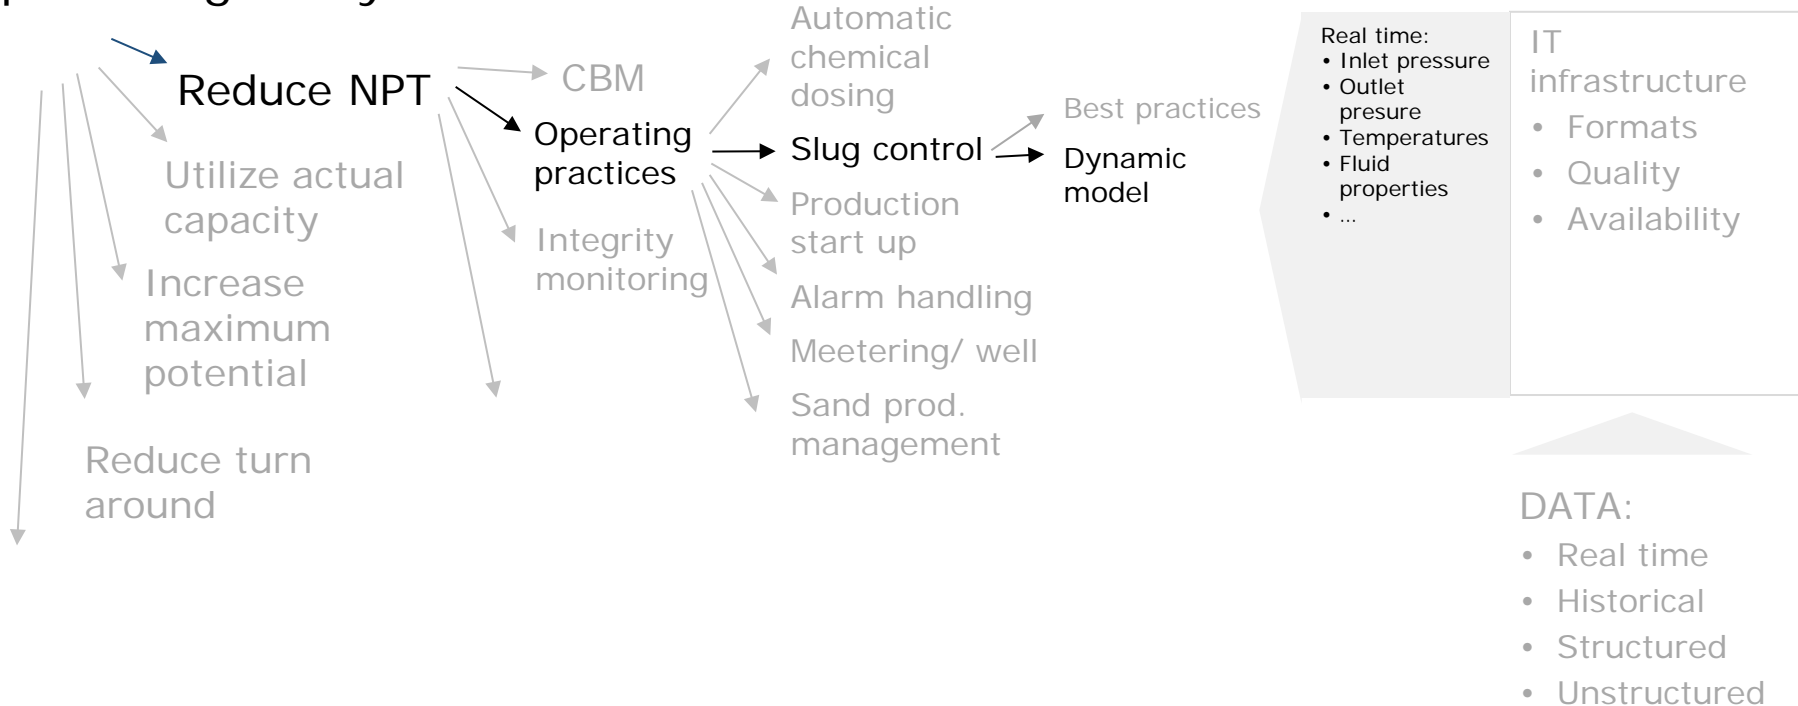 Reduce NPT
Utilize actual
capacity
Increase
maximum
potential
Reduce turn
around
CBM
Operating
practices
Integrity
monitoring
Automatic
chemical
dosing
Slug control
Production
start up
Alarm handling
Meetering/ well
Sand prod.
management
Best practices
Dynamic
model
Real time:
• Inlet pressure
• Outlet
presure
• Temperatures
• Fluid
properties
• ...
IT
infrastructure
• Formats
• Quality
• Availability
DATA:
• Real time
• Historical
• Structured
• Unstructured